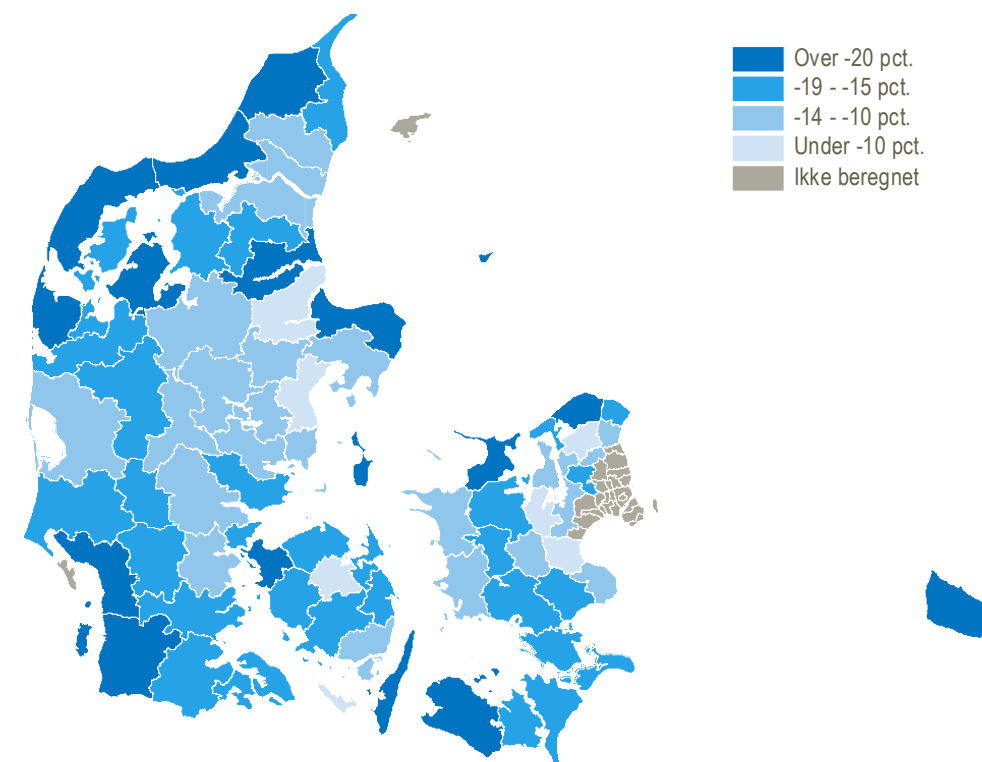 Over -20 pct.
-19 - -15 pct.
-14 - -10 pct.
Under -10 pct.
Ikke beregnet